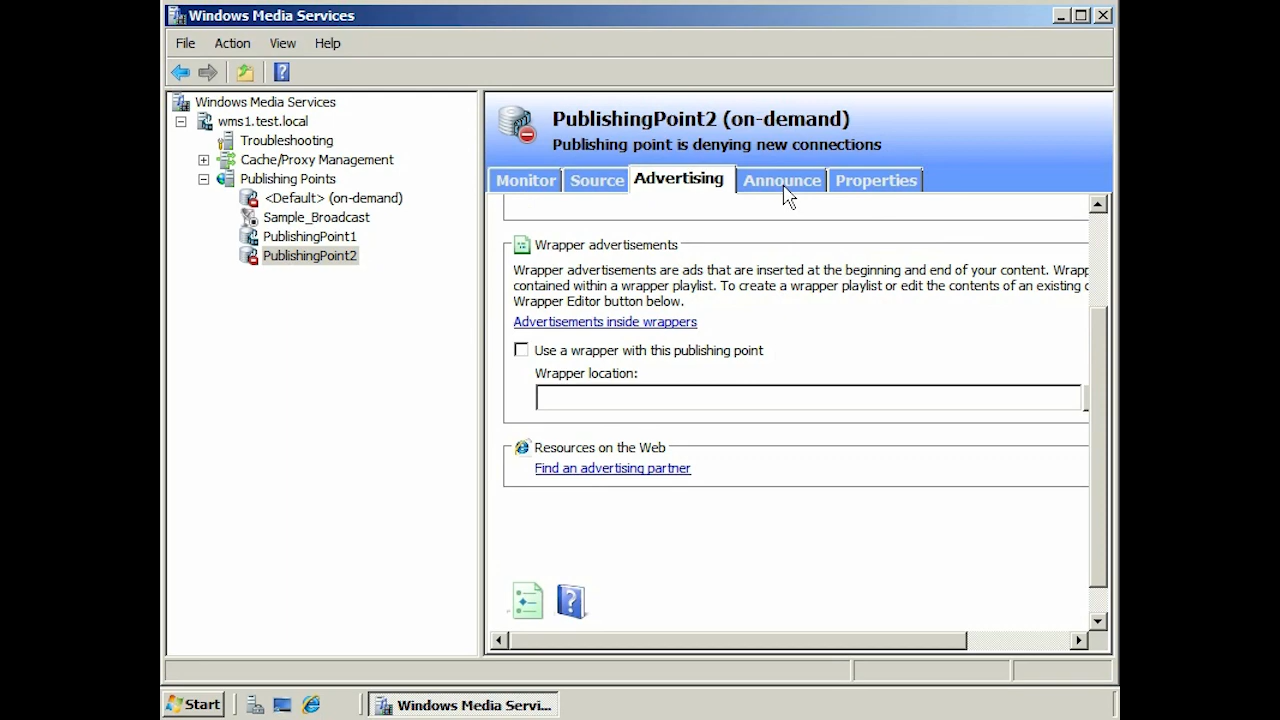 Windows Media Services
File Action View Help
Windows Media Services
wms1.test.local
Troubleshooting
Cache/Proxy Management
Publishing Points
<Default> (on-demand)
Sample_Broadcast
PublishingPoint1
PublishingPoint2
PublishingPoint2 (on-demand)
Publishing point is denying new connections
Monitor Source Advertising Announce Properties
Wrapper advertisements
Wrapper advertisements are ads that are inserted at the beginning and end of your content. Wrapp
contained within a wrapper playlist. To create a wrapper playlist or edit the contents of an existing
Wrapper Editor button below.
Advertisements inside wrappers
Use a wrapper with this publishing point
Wrapper location:
Resources on the Web
Find an advertising partner
Start
Windows Media Servi...